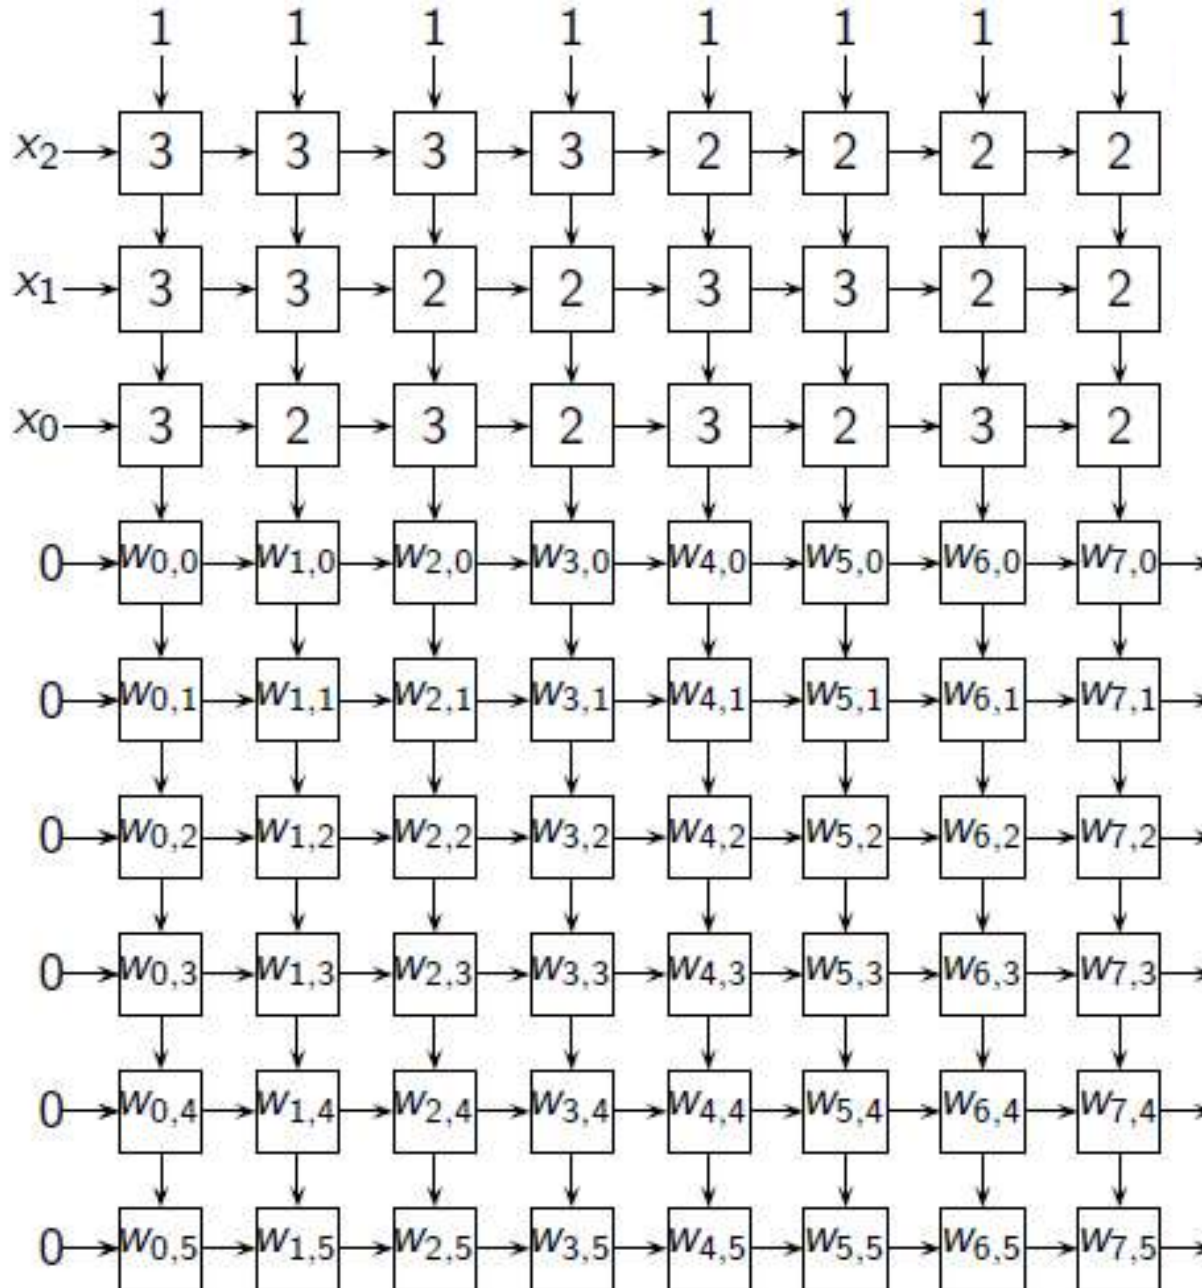 1 1 1 1 1 1 1 1
x₂ 3 3 3 3 2 2 2 2
x₁ 3 3 2 2 3 3 2 2
x₀ 3 2 3 2 3 2 3 2
0 w₀,₀ w₁,₀ w₂,₀ w₃,₀ w₄,₀ w₅,₀ w₆,₀ w₇,₀
0 w₀,₁ w₁,₁ w₂,₁ w₃,₁ w₄,₁ w₅,₁ w₆,₁ w₇,₁
0 w₀,₂ w₁,₂ w₂,₂ w₃,₂ w₄,₂ w₅,₂ w₆,₂ w₇,₂
0 w₀,₃ w₁,₃ w₂,₃ w₃,₃ w₄,₃ w₅,₃ w₆,₃ w₇,₃
0 w₀,₄ w₁,₄ w₂,₄ w₃,₄ w₄,₄ w₅,₄ w₆,₄ w₇,₄
0 w₀,₅ w₁,₅ w₂,₅ w₃,₅ w₄,₅ w₅,₅ w₆,₅ w₇,₅